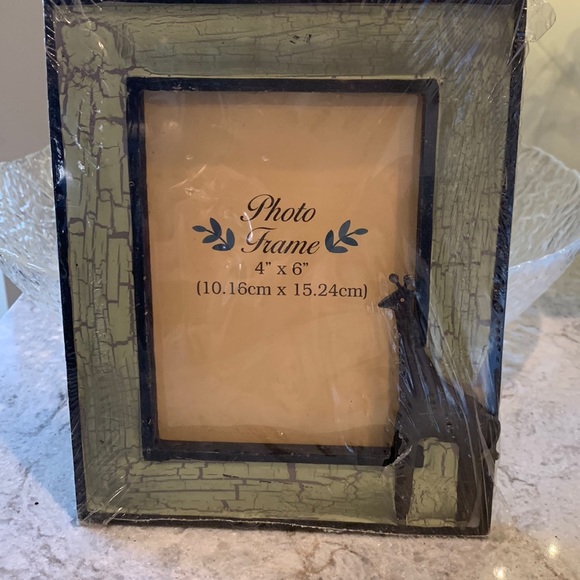 Photo
Frame
4" x 6"
(10.16cm x 15.24cm)